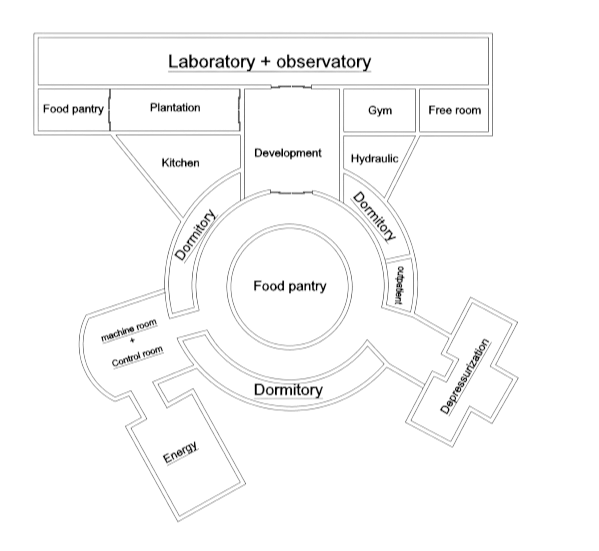 Laboratory + observatory
Food pantry
Plantation
Gym
Free room
Kitchen
Development
Hydraulic
Dormitory
Dormitory
outpatient
Food pantry
machine room
+
Control room
Dormitory
Depressurization
Energy